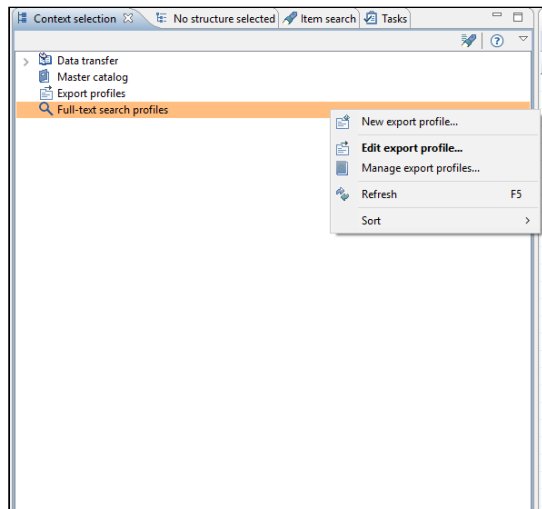 Context selection
No structure selected
Item search
Tasks
Data transfer
Master catalog
Export profiles
Full-text search profiles
New export profile...
Edit export profile...
Manage export profiles...
Refresh F5
Sort